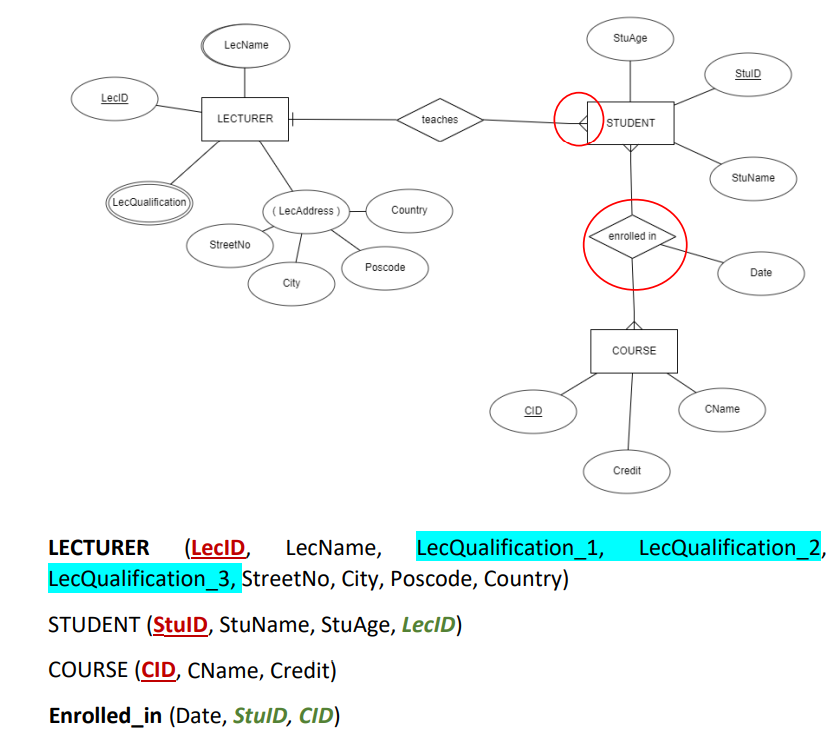 StuAge
LecName
StuID
LecID
LECTURER
teaches
STUDENT
StuName
LecQualification
( LecAddress )
Country
StreetNo
enrolled in
Poscode
Date
City
COURSE
CID
CName
Credit
LECTURER (LecID, LecName, LecQualification_1, LecQualification_2,
LecQualification_3, StreetNo, City, Poscode, Country)
STUDENT (StuID, StuName, StuAge, LecID)
COURSE (CID, CName, Credit)
Enrolled_in (Date, StuID, CID)